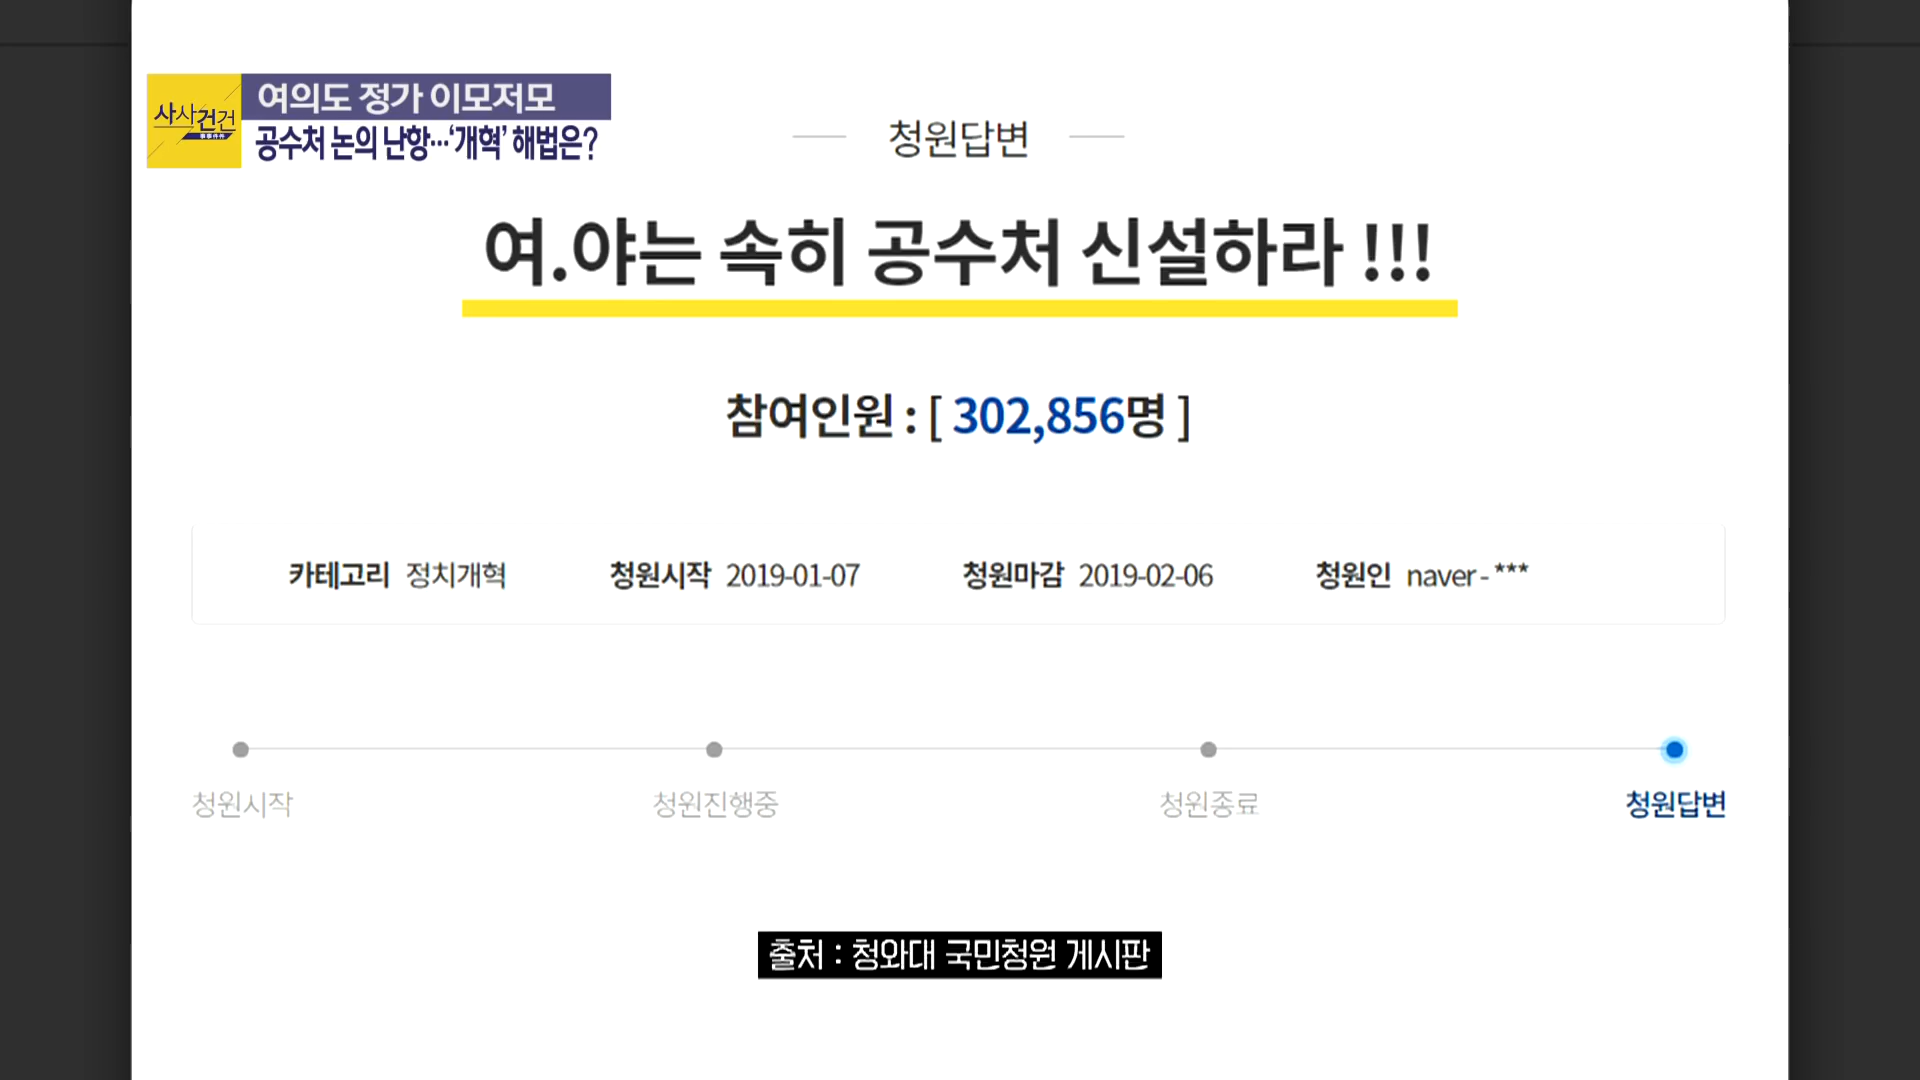 사사건건
事事件件
여의도 정가 이모저모
공수처 논의 난항…‘개혁’ 해법은?
청원답변
여.야는 속히 공수처 신설하라 !!!
참여인원 : [ 302,856명 ]
카테고리 정치개혁 청원시작 2019-01-07 청원마감 2019-02-06 청원인 naver - ***
청원시작 청원진행중 청원종료 청원답변
출처 : 청와대 국민청원 게시판